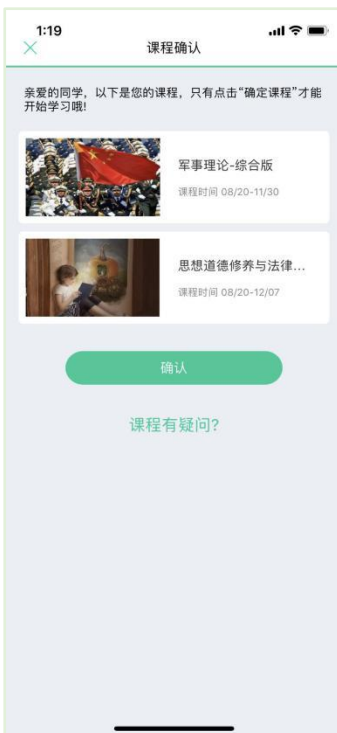 1:19
课程确认
亲爱的同学，以下是您的课程，只有点击“确定课程”才能
开始学习哦!
军事理论-综合版
课程时间 08/20-11/30
思想道德修养与法律...
课程时间 08/20-12/07
确认
课程有疑问?